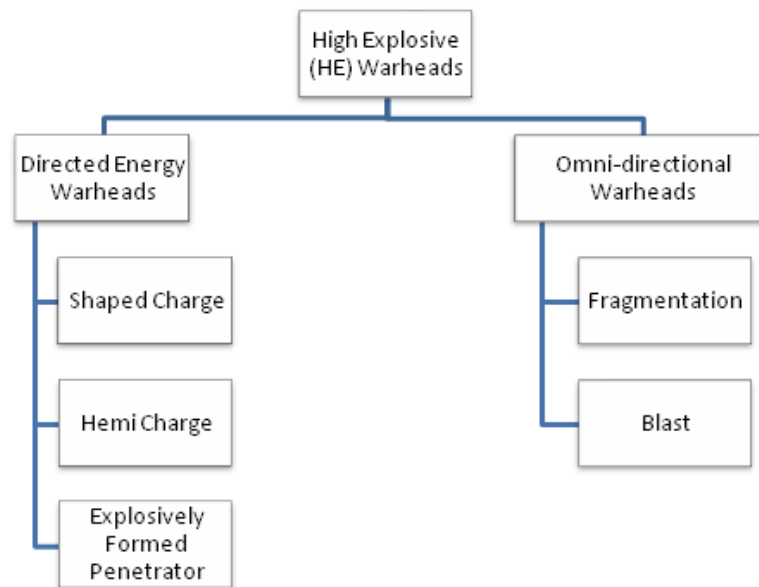 High Explosive
(HE) Warheads
Directed Energy
Warheads
Omni-directional
Warheads
Shaped Charge
Fragmentation
Hemi Charge
Blast
Explosively
Formed
Penetrator